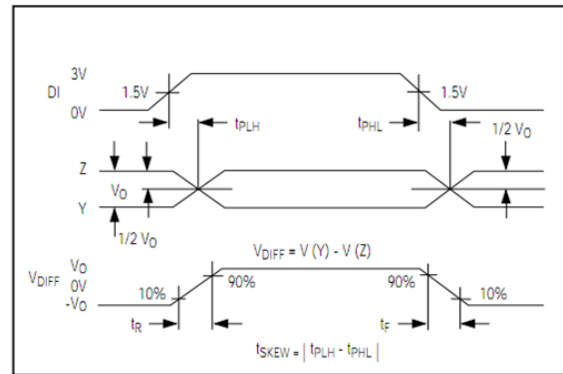 3V
DI 1.5V 1.5V
0V
tPLH tPHL 1/2 VO
Z
VO
Y
1/2 VO
VDIFF = V (Y) - V (Z)
VO
VDIFF 0V 90% 90%
-VO 10% 10%
tR tF
tSKEW = | tPLH - tPHL |